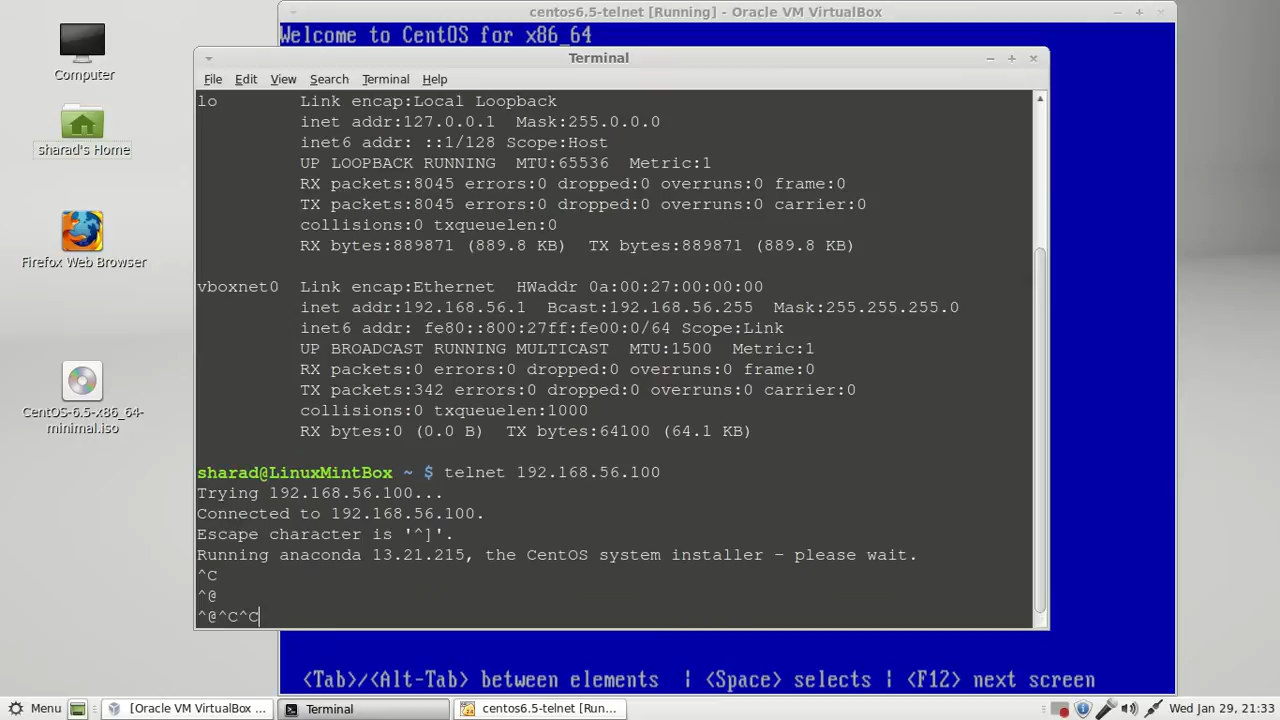 centos6.5-telnet [Running] - Oracle VM VirtualBox
Welcome to CentOS for x86_64
Terminal
File Edit View Search Terminal Help
lo Link encap:Local Loopback
inet addr:127.0.0.1 Mask:255.0.0.0
inet6 addr: ::1/128 Scope:Host
UP LOOPBACK RUNNING MTU:65536 Metric:1
RX packets:8045 errors:0 dropped:0 overruns:0 frame:0
TX packets:8045 errors:0 dropped:0 overruns:0 carrier:0
collisions:0 txqueuelen:0
RX bytes:889871 (889.8 KB) TX bytes:889871 (889.8 KB)
vboxnet0 Link encap:Ethernet HWaddr 0a:00:27:00:00:00
inet addr:192.168.56.1 Bcast:192.168.56.255 Mask:255.255.255.0
inet6 addr: fe80::800:27ff:fe00:0/64 Scope:Link
UP BROADCAST RUNNING MULTICAST MTU:1500 Metric:1
RX packets:0 errors:0 dropped:0 overruns:0 frame:0
TX packets:342 errors:0 dropped:0 overruns:0 carrier:0
collisions:0 txqueuelen:1000
RX bytes:0 (0.0 B) TX bytes:64100 (64.1 KB)
sharad@LinuxMintBox ~ $ telnet 192.168.56.100
Trying 192.168.56.100...
Connected to 192.168.56.100.
Escape character is '^]'.
Running anaconda 13.21.215, the CentOS system installer - please wait.
^C
^@
^@^C^C
<Tab>/<Alt-Tab> between elements | <Space> selects | <F12> next screen
Computer
sharad's Home
Firefox Web Browser
CentOS-6.5-x86_64-
minimal.iso
Menu [Oracle VM VirtualBox ... Terminal centos6.5-telnet [Run... Wed Jan 29, 21:33